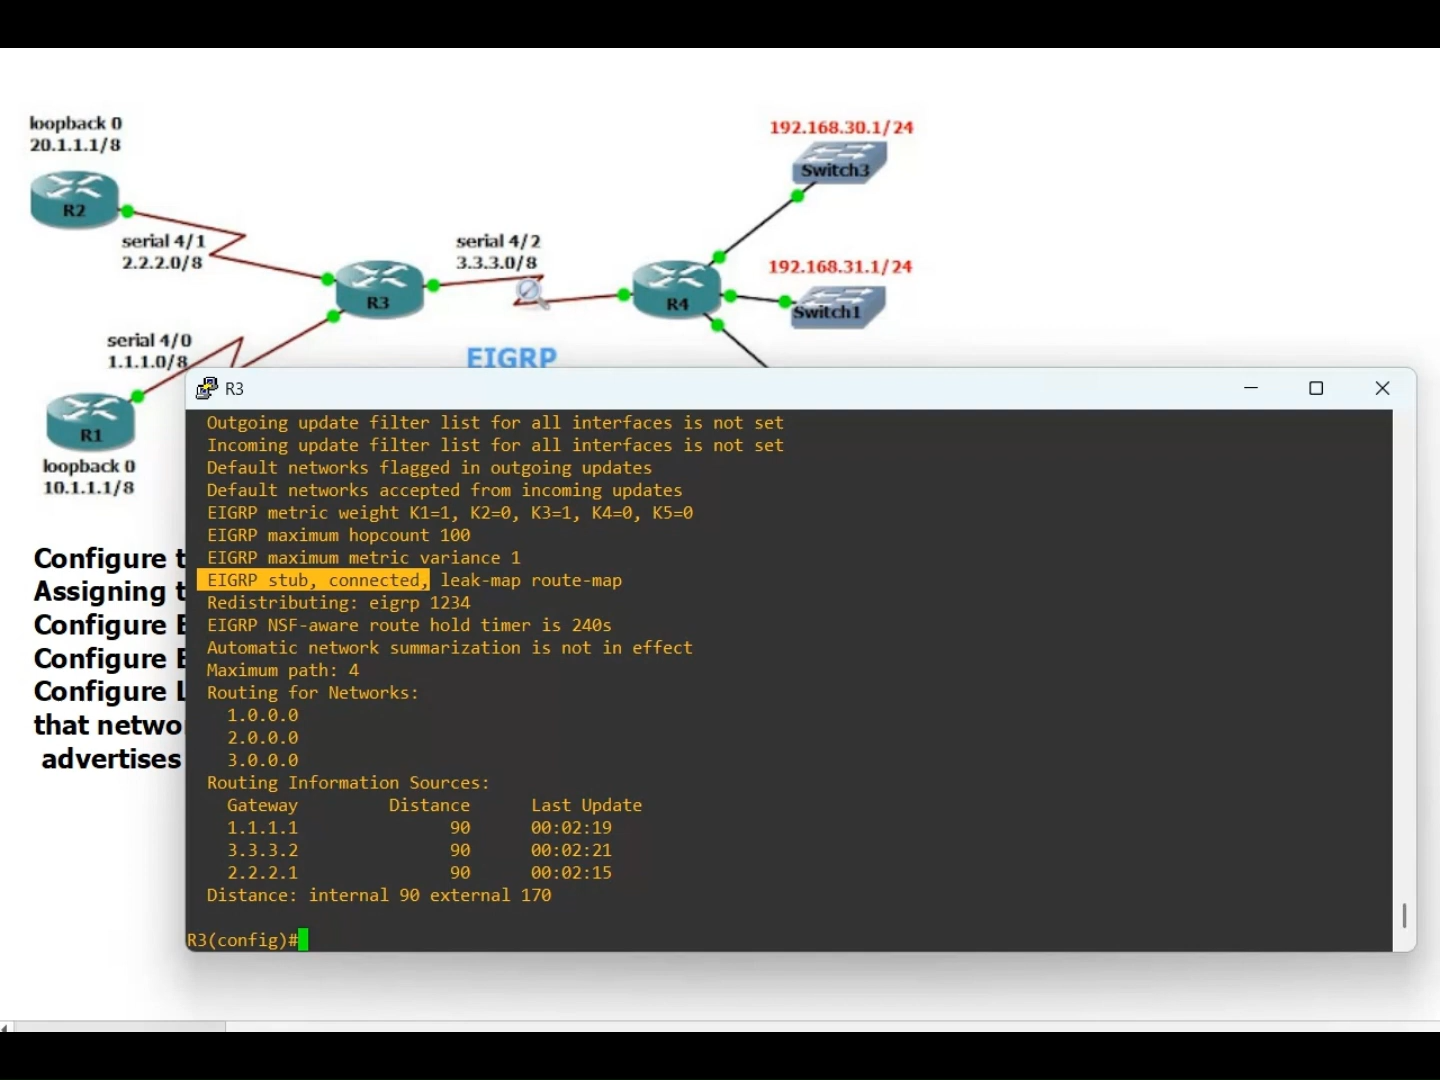 loopback 0
20.1.1.1/8
R2
serial 4/1
2.2.2.0/8
serial 4/2
3.3.3.0/8
R3
192.168.30.1/24
Switch3
192.168.31.1/24
R4
Switch1
serial 4/0
1.1.1.0/8
EIGRP
R1
loopback 0
10.1.1.1/8
Configure t
Assigning t
Configure E
Configure E
Configure L
that netwo
advertises
R3
Outgoing update filter list for all interfaces is not set
Incoming update filter list for all interfaces is not set
Default networks flagged in outgoing updates
Default networks accepted from incoming updates
EIGRP metric weight K1=1, K2=0, K3=1, K4=0, K5=0
EIGRP maximum hopcount 100
EIGRP maximum metric variance 1
EIGRP stub, connected, leak-map route-map
Redistributing: eigrp 1234
EIGRP NSF-aware route hold timer is 240s
Automatic network summarization is not in effect
Maximum path: 4
Routing for Networks:
1.0.0.0
2.0.0.0
3.0.0.0
Routing Information Sources:
Gateway Distance Last Update
1.1.1.1 90 00:02:19
3.3.3.2 90 00:02:21
2.2.2.1 90 00:02:15
Distance: internal 90 external 170
R3(config)#